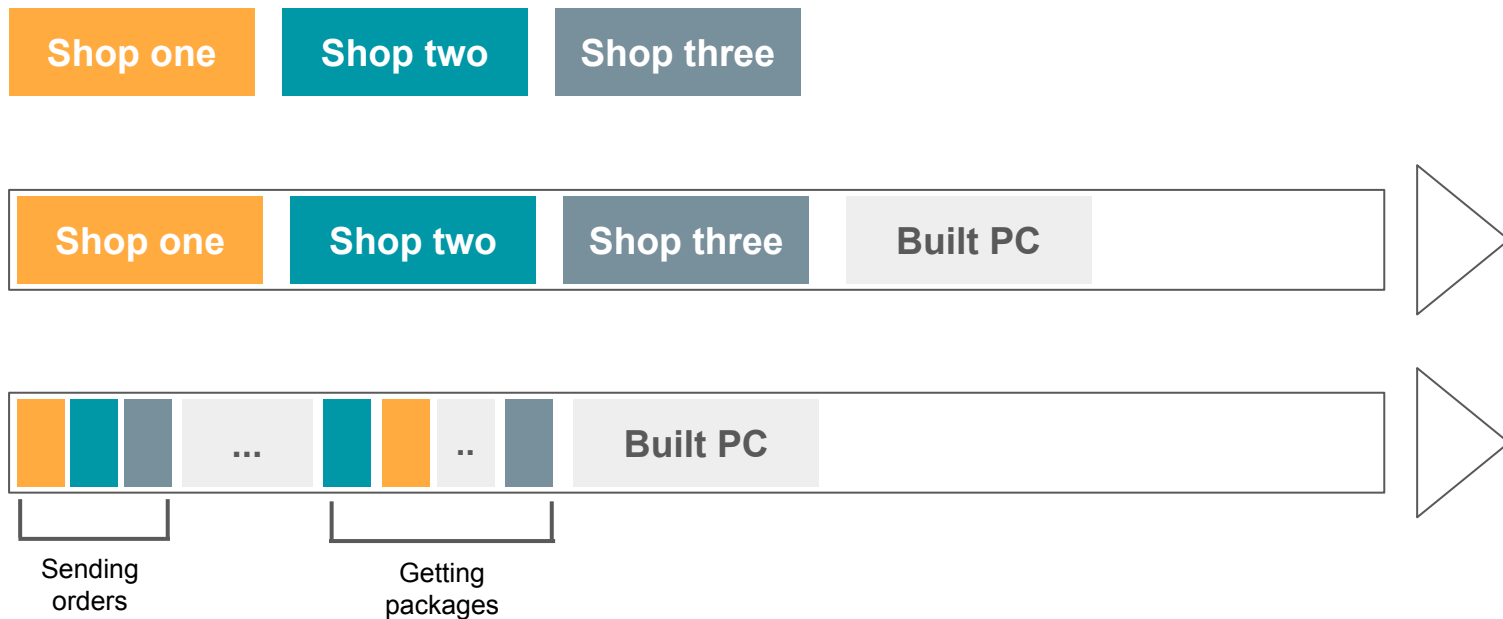 Shop one
Shop two
Shop three
Shop one
Shop two
Shop three
Built PC
...
..
Built PC
Sending
orders
Getting
packages